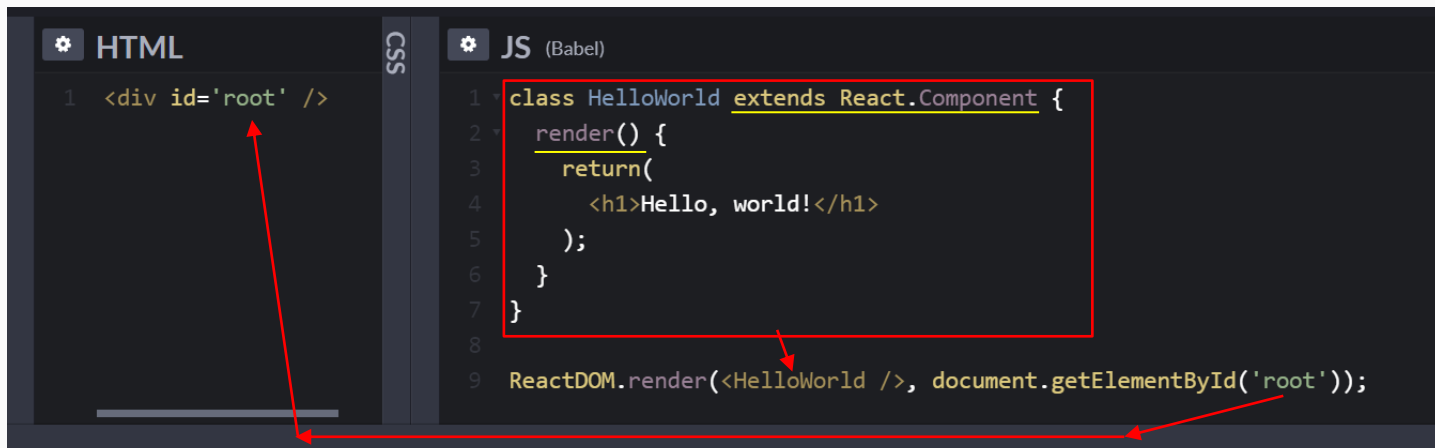 HTML
1 <div id='root' />
CSS
JS (Babel)
1 class HelloWorld extends React.Component {
2 render() {
3 return(
4 <h1>Hello, world!</h1>
5 );
6 }
7 }
8
9 ReactDOM.render(<HelloWorld />, document.getElementById('root'));